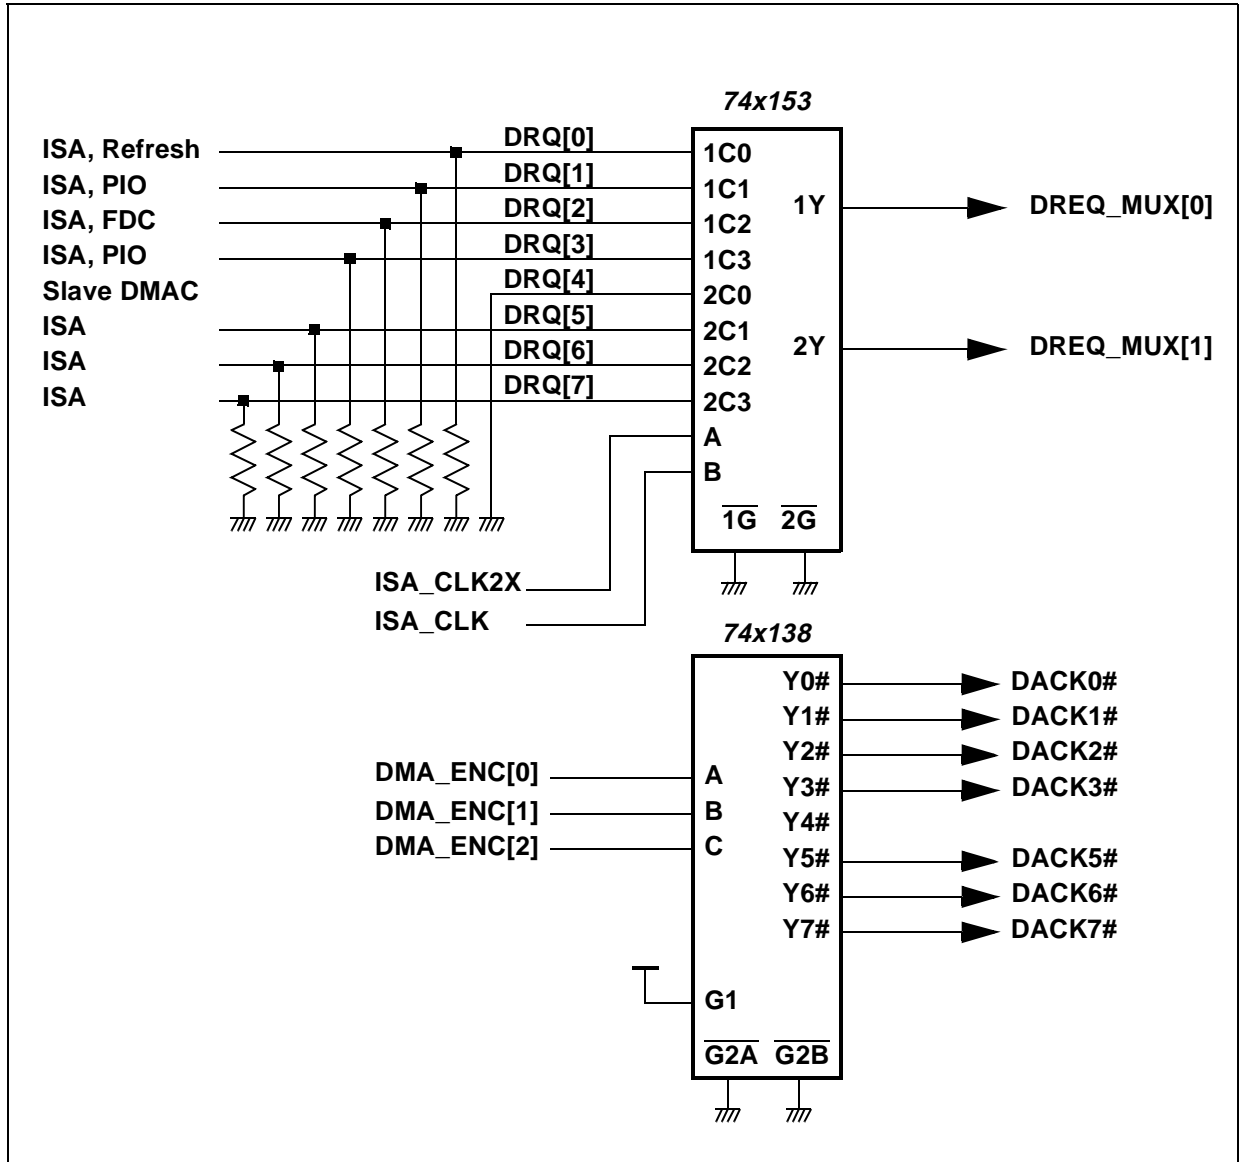 74x153
ISA, Refresh DRQ[0] 1C0
ISA, PIO DRQ[1] 1C1
1Y DREQ_MUX[0]
ISA, FDC DRQ[2] 1C2
ISA, PIO DRQ[3] 1C3
Slave DMAC DRQ[4] 2C0
ISA DRQ[5] 2C1
2Y DREQ_MUX[1]
ISA DRQ[6] 2C2
ISA DRQ[7] 2C3
A
B
1G 2G
ISA_CLK2X
ISA_CLK
74x138
Y0# DACK0#
Y1# DACK1#
Y2# DACK2#
DMA_ENC[0] A Y3# DACK3#
DMA_ENC[1] B Y4#
DMA_ENC[2] C Y5# DACK5#
Y6# DACK6#
Y7# DACK7#
G1
G2A G2B